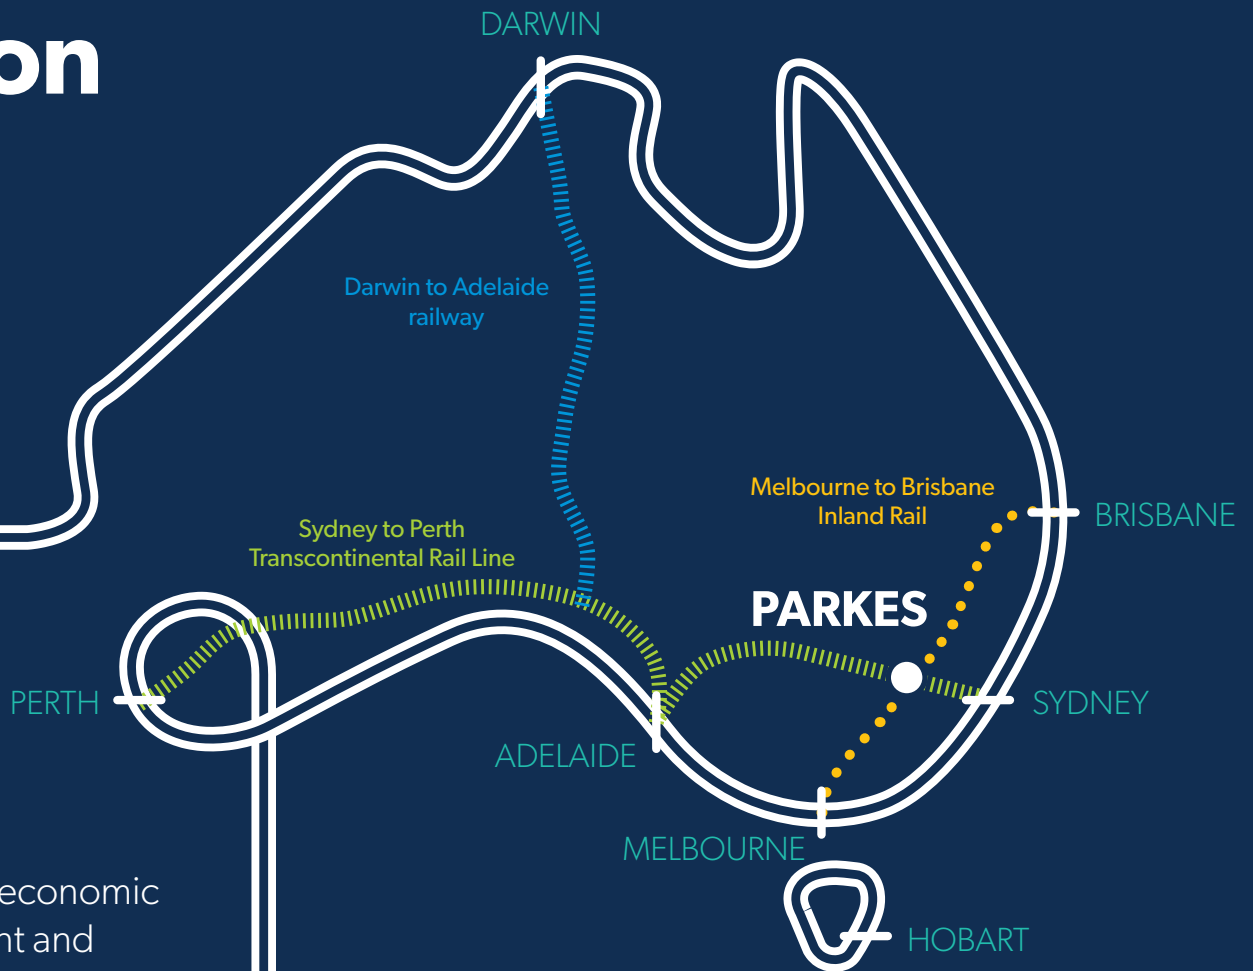 on
DARWIN
Darwin to Adelaide
railway
Melbourne to Brisbane
Inland Rail
BRISBANE
Sydney to Perth
Transcontinental Rail Line
PARKES
PERTH
SYDNEY
ADELAIDE
MELBOURNE
economic
nt and
HOBART